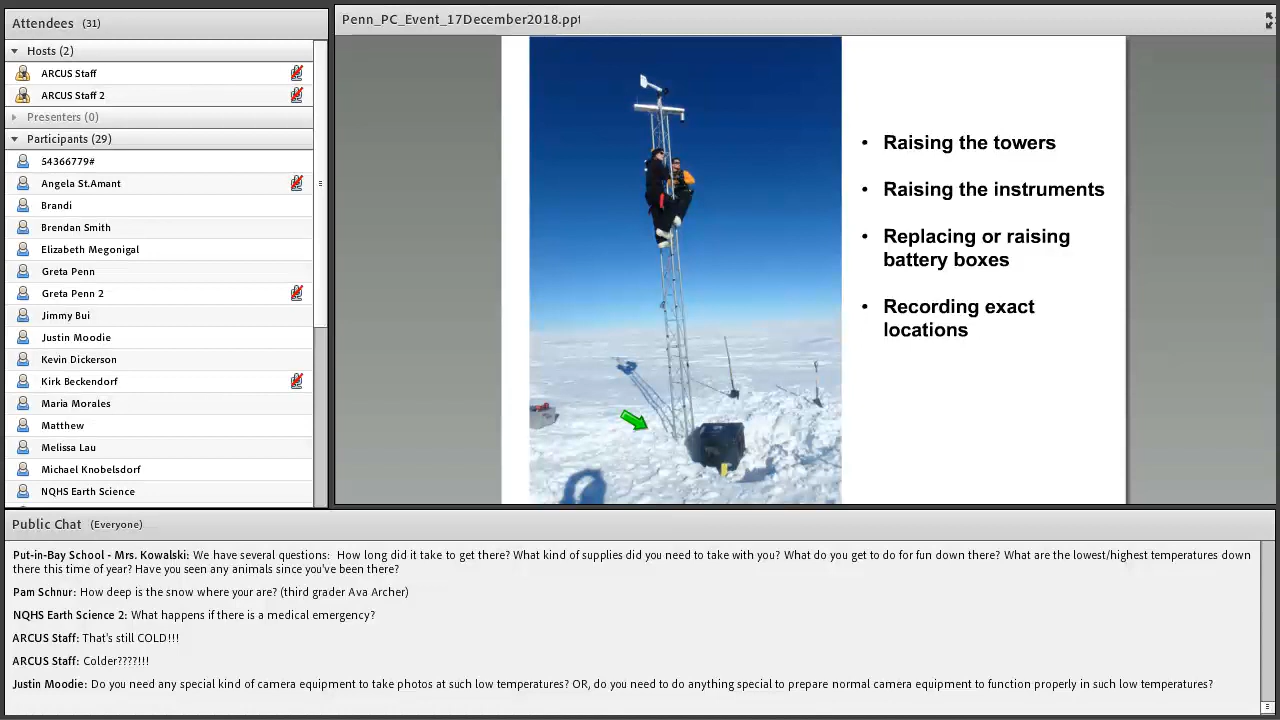 Attendees (31)
Hosts (2)
ARCUS Staff
ARCUS Staff 2
Presenters (0)
Participants (29)
54366779#
Angela St.Amant
Brandi
Brendan Smith
Elizabeth Megonigal
Greta Penn
Greta Penn 2
Jimmy Bui
Justin Moodie
Kevin Dickerson
Kirk Beckendorf
Maria Morales
Matthew
Melissa Lau
Michael Knobelsdorf
NQHS Earth Science
Penn_PC_Event_17December2018.ppt
• Raising the towers
• Raising the instruments
• Replacing or raising
battery boxes
• Recording exact
locations
Public Chat (Everyone)
Put-in-Bay School - Mrs. Kowalski: We have several questions: How long did it take to get there? What kind of supplies did you need to take with you? What do you get to do for fun down there? What are the lowest/highest temperatures down
there this time of year? Have you seen any animals since you've been there?
Pam Schnur: How deep is the snow where your are? (third grader Ava Archer)
NQHS Earth Science 2: What happens if there is a medical emergency?
ARCUS Staff: That's still COLD!!!
ARCUS Staff: Colder????!!!
Justin Moodie: Do you need any special kind of camera equipment to take photos at such low temperatures? OR, do you need to do anything special to prepare normal camera equipment to function properly in such low temperatures?